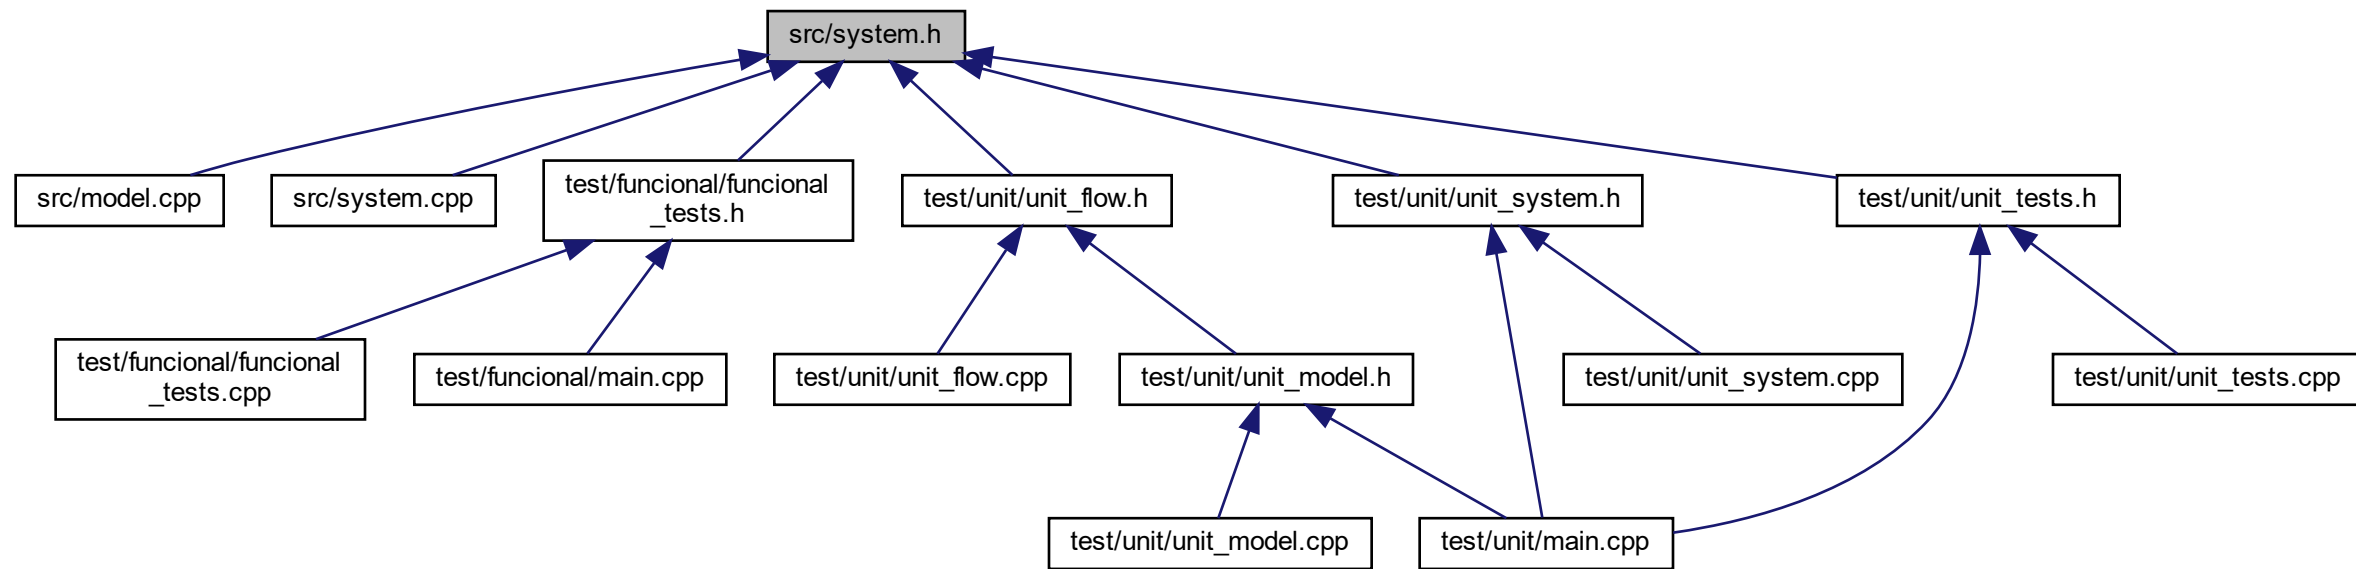 src/system.h
src/model.cpp
src/system.cpp
test/funcional/funcional
_tests.h
test/unit/unit_flow.h
test/unit/unit_system.h
test/unit/unit_tests.h
test/funcional/funcional
_tests.cpp
test/funcional/main.cpp
test/unit/unit_flow.cpp
test/unit/unit_model.h
test/unit/unit_system.cpp
test/unit/unit_tests.cpp
test/unit/unit_model.cpp
test/unit/main.cpp